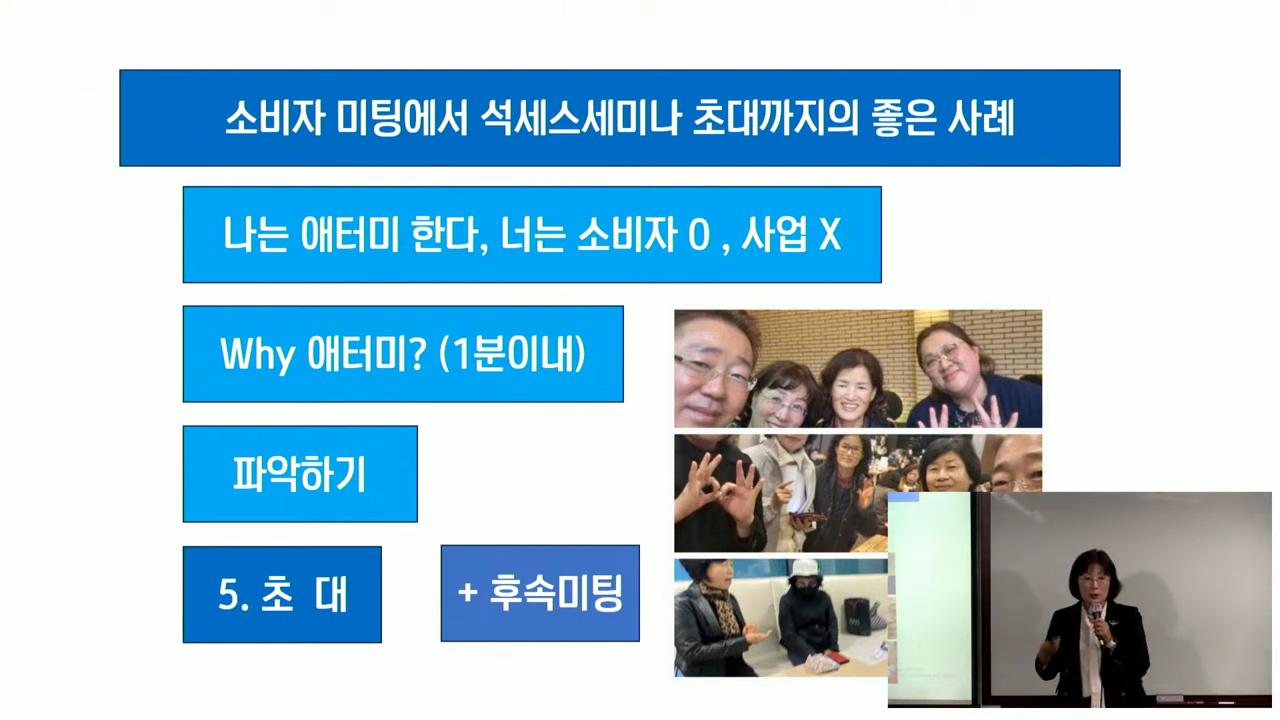 소비자 미팅에서 석세스세미나 초대까지의 좋은 사례
나는 애터미 한다, 너는 소비자 O , 사업 X
Why 애터미? (1분이내)
파악하기
5. 초 대
+ 후속미팅